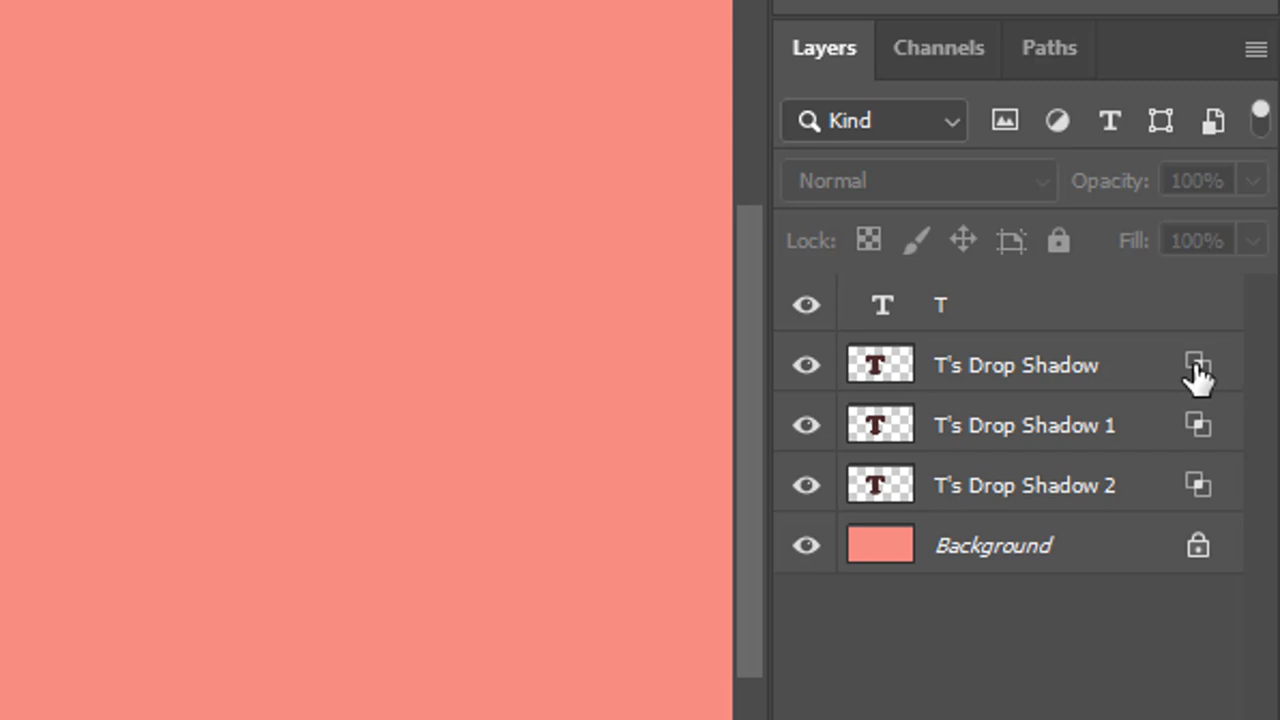 Layers Channels Paths
Kind
Normal Opacity: 100%
Lock: Fill: 100%
T T
T's Drop Shadow
T's Drop Shadow 1
T's Drop Shadow 2
Background